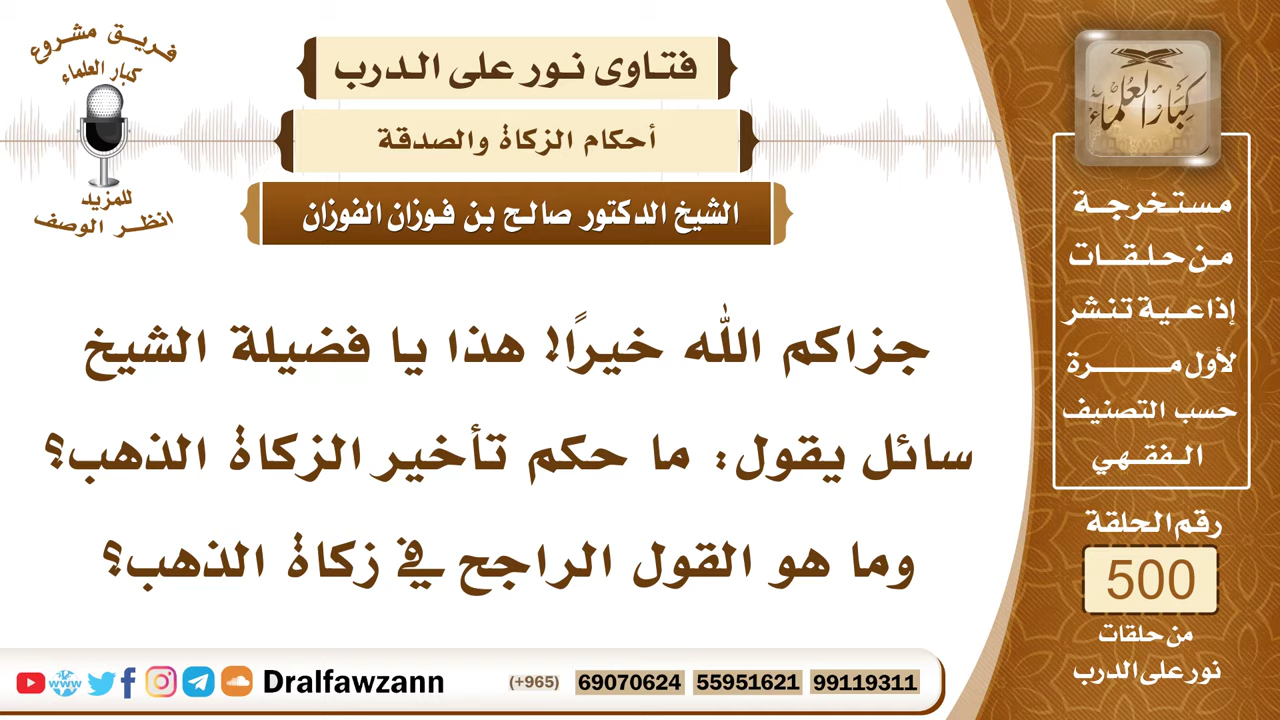 فريق مشروع
كبار العلماء
للمزيد
انظر الوصف
فتاوى نور على الدرب
أحكام الزكاة والصدقة
الشيخ الدكتور صالح بن فوزان الفوزان
جزاكم الله خيرًا! هذا يا فضيلة الشيخ
سائل يقول: ما حكم تأخير الزكاة الذهب؟
وما هو القول الراجح في زكاة الذهب؟
كبار العلماء
مستخرجة
من حلقات
إذاعية تنشر
لأول مرة
حسب التصنيف
الفقهي
رقم الحلقة
500
من حلقات
نور على الدرب
Dralfawzann (+965) 69070624 55951621 99119311